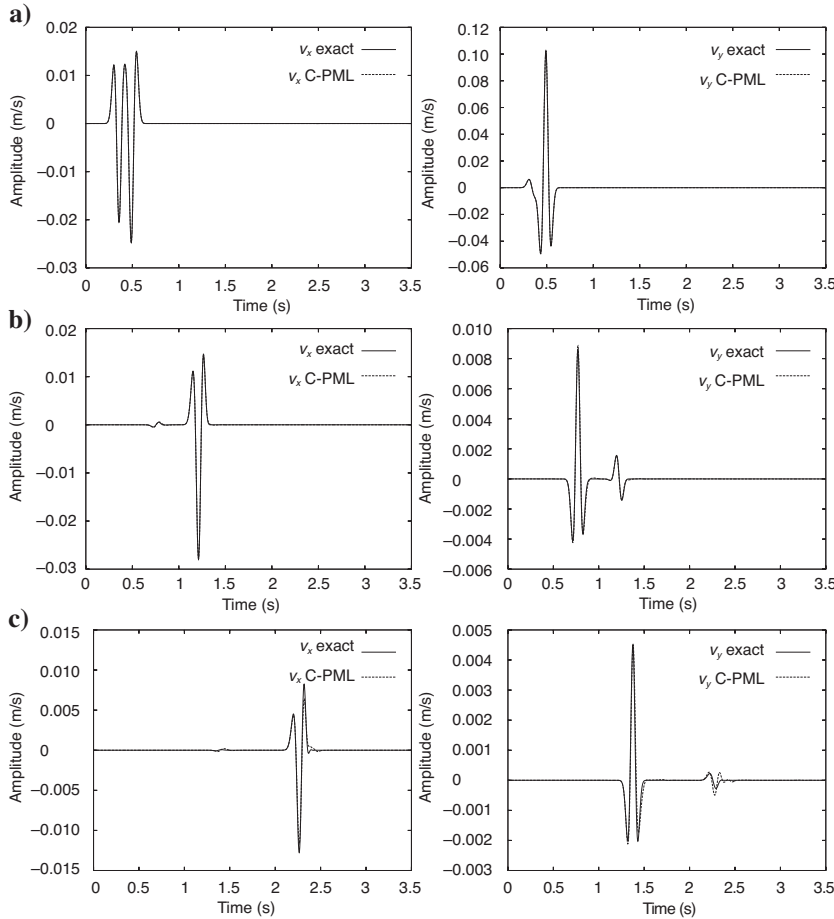 a)
0.02
0.01
0
–0.01
–0.02
–0.03
Amplitude (m/s)
vx exact
vx C-PML
0 0.5 1 1.5 2 2.5 3 3.5
Time (s)
0.12
0.10
0.08
0.06
0.04
0.02
0
–0.02
–0.04
–0.06
Amplitude (m/s)
vy exact
vy C-PML
0 0.5 1 1.5 2 2.5 3 3.5
Time (s)
b)
0.02
0.01
0
–0.01
–0.02
–0.03
Amplitude (m/s)
vx exact
vx C-PML
0 0.5 1 1.5 2 2.5 3 3.5
Time (s)
0.010
0.008
0.006
0.004
0.002
0
–0.002
–0.004
–0.006
Amplitude (m/s)
vy exact
vy C-PML
0 0.5 1 1.5 2 2.5 3 3.5
Time (s)
c)
0.015
0.010
0.005
0
–0.005
–0.010
–0.015
Amplitude (m/s)
vx exact
vx C-PML
0 0.5 1 1.5 2 2.5 3 3.5
Time (s)
0.005
0.004
0.003
0.002
0.001
0
–0.001
–0.002
–0.003
Amplitude (m/s)
vy exact
vy C-PML
0 0.5 1 1.5 2 2.5 3 3.5
Time (s)